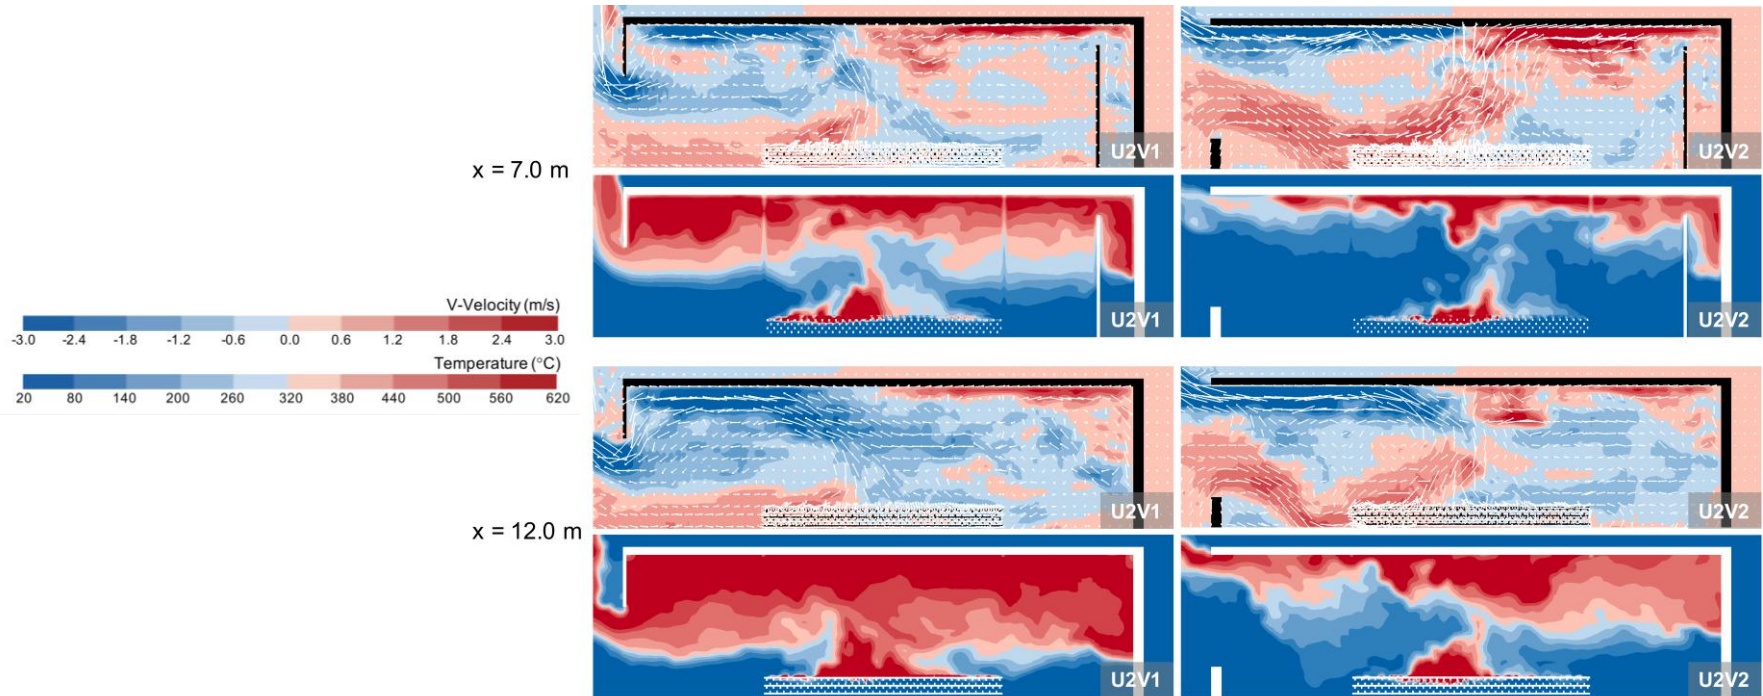 U2V1
U2V2
x = 7.0 m
U2V1
U2V2
V-Velocity (m/s)
-3.0 -2.4 -1.8 -1.2 -0.6 0.0 0.6 1.2 1.8 2.4 3.0
Temperature (°C)
20 80 140 200 260 320 380 440 500 560 620
U2V1
U2V2
x = 12.0 m
U2V1
U2V2